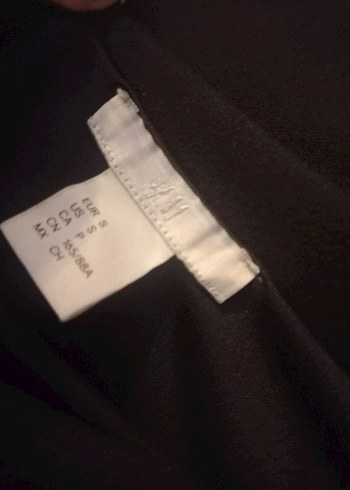 H&M
EUR S
US S
CA P
CN 165/88A
MX CH